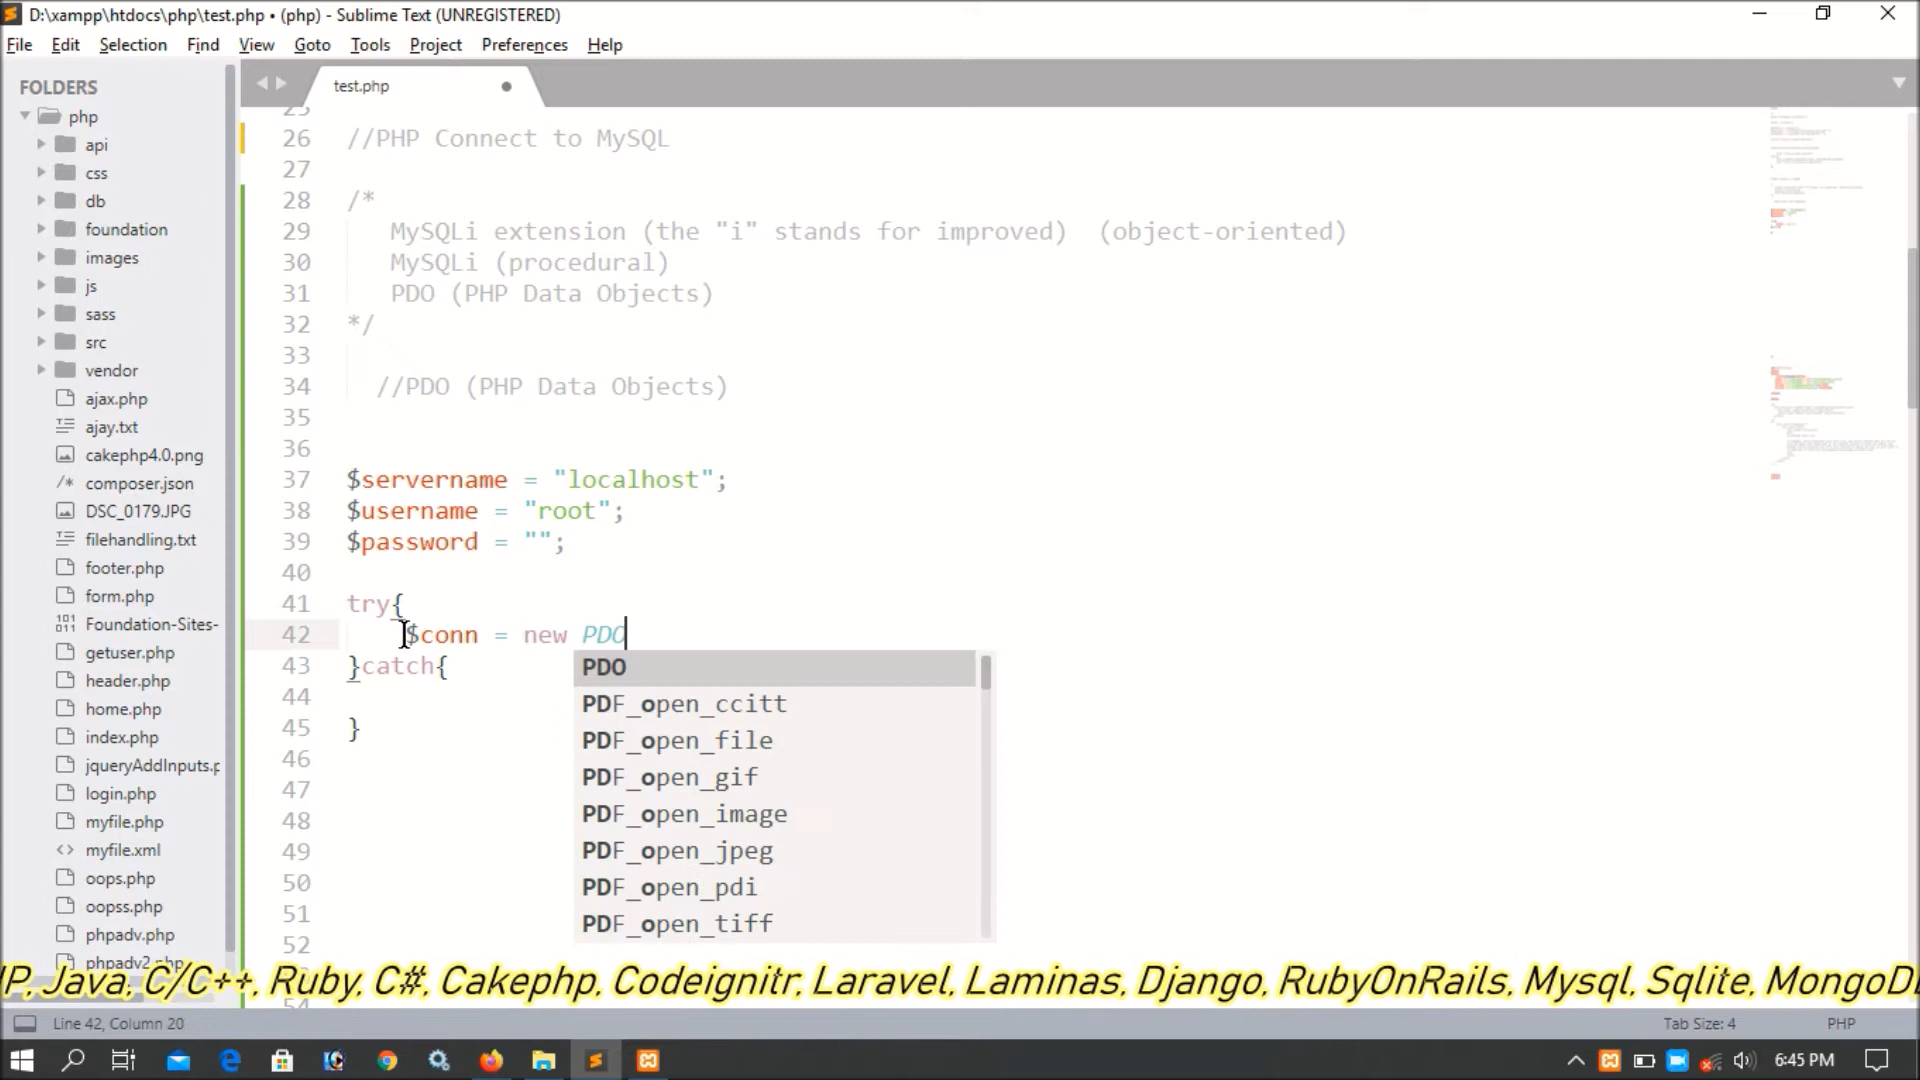 D:\xampp\htdocs\php\test.php • (php) - Sublime Text (UNREGISTERED)
File Edit Selection Find View Goto Tools Project Preferences Help
FOLDERS
php
api
css
db
foundation
images
js
sass
src
vendor
ajax.php
ajay.txt
cakephp4.0.png
composer.json
DSC_0179.JPG
filehandling.txt
footer.php
form.php
Foundation-Sites-
getuser.php
header.php
home.php
index.php
jqueryAddInputs.p
login.php
myfile.php
myfile.xml
oops.php
oopss.php
phpadv.php
phpadv2.php
test.php
25
26 //PHP Connect to MySQL
27
28 /*
29 MySQLi extension (the "i" stands for improved) (object-oriented)
30 MySQLi (procedural)
31 PDO (PHP Data Objects)
32 */
33
34 //PDO (PHP Data Objects)
35
36
37 $servername = "localhost";
38 $username = "root";
39 $password = "";
40
41 try{
42 $conn = new PDO
43 }catch{
44
45 }
46
47
48
49
50
51
52
54
PDO
PDF_open_ccitt
PDF_open_file
PDF_open_gif
PDF_open_image
PDF_open_jpeg
PDF_open_pdi
PDF_open_tiff
P, Java, C/C++, Ruby, C#, Cakephp, Codeignitr, Laravel, Laminas, Django, RubyOnRails, Mysql, Sqlite, MongoD
Line 42, Column 20
Tab Size: 4
PHP
6:45 PM